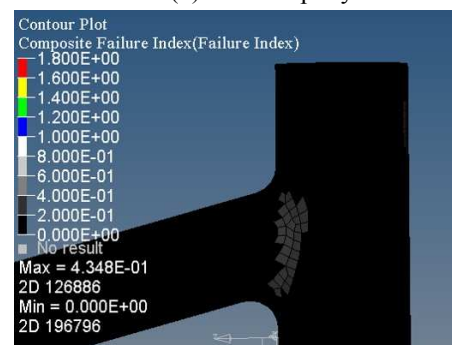 Contour Plot
Composite Failure Index(Failure Index)
1.800E+00
1.600E+00
1.400E+00
1.200E+00
1.000E+00
8.000E-01
6.000E-01
4.000E-01
2.000E-01
0.000E+00
No result
Max = 4.348E-01
2D 126886
Min = 0.000E+00
2D 196796